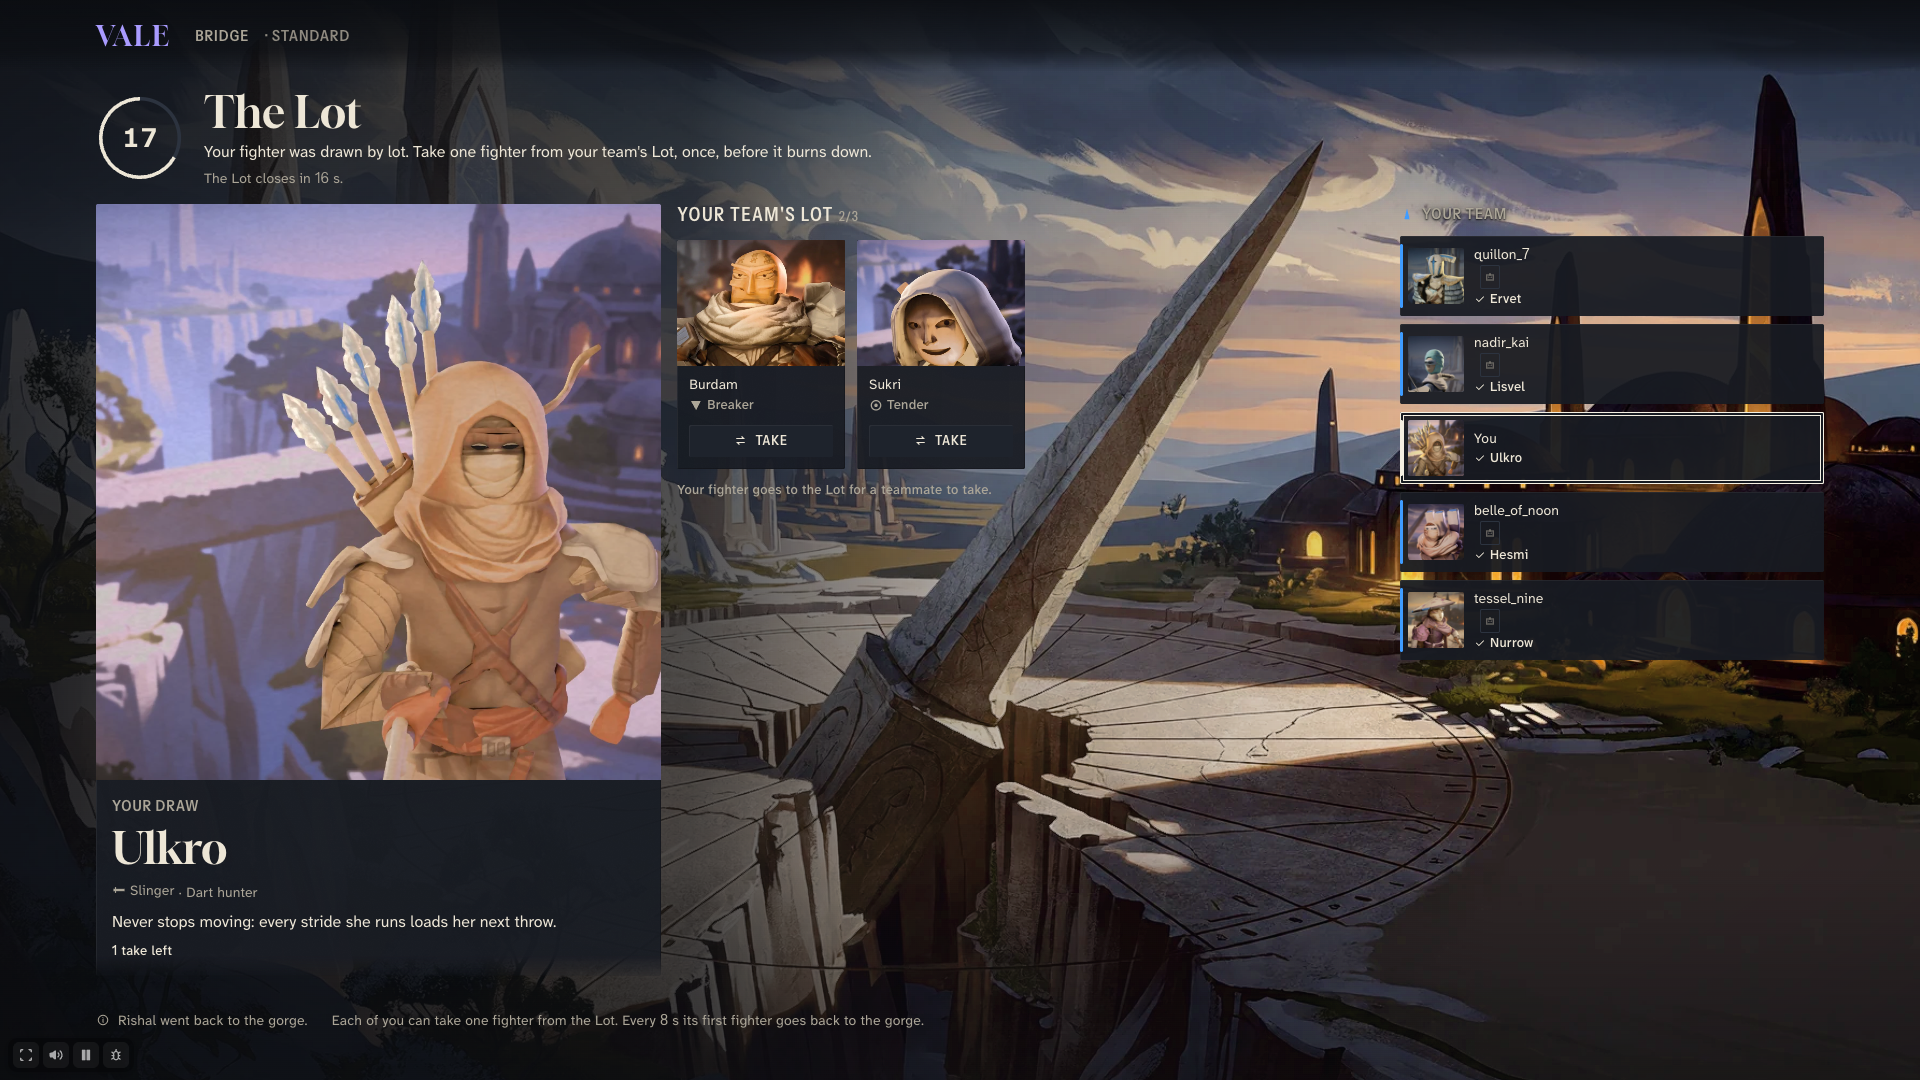 VALE
BRIDGE · STANDARD
17
The Lot
Your fighter was drawn by lot. Take one fighter from your team's Lot, once, before it burns down.
The Lot closes in 16 s.
YOUR TEAM'S LOT 2/3
Burdam
Breaker
TAKE
Sukri
Tender
TAKE
Your fighter goes to the Lot for a teammate to take.
YOUR TEAM
quillon_7
Ervet
nadir_kai
Lisvel
You
Ulkro
belle_of_noon
Hesmi
tessel_nine
Nurrow
YOUR DRAW
Ulkro
Slinger · Dart hunter
Never stops moving: every stride she runs loads her next throw.
1 take left
Rishal went back to the gorge. Each of you can take one fighter from the Lot. Every 8 s its first fighter goes back to the gorge.